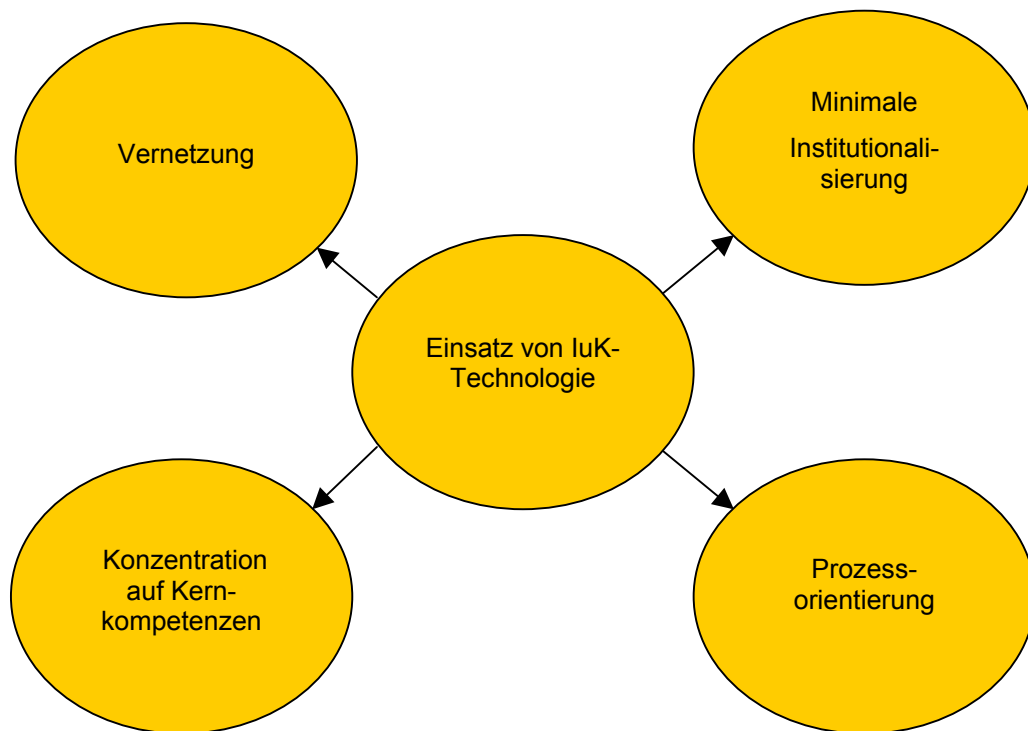 Vernetzung
Minimale
Institutionali-
sierung
Einsatz von IuK-
Technologie
Konzentration
auf Kern-
kompetenzen
Prozess-
orientierung